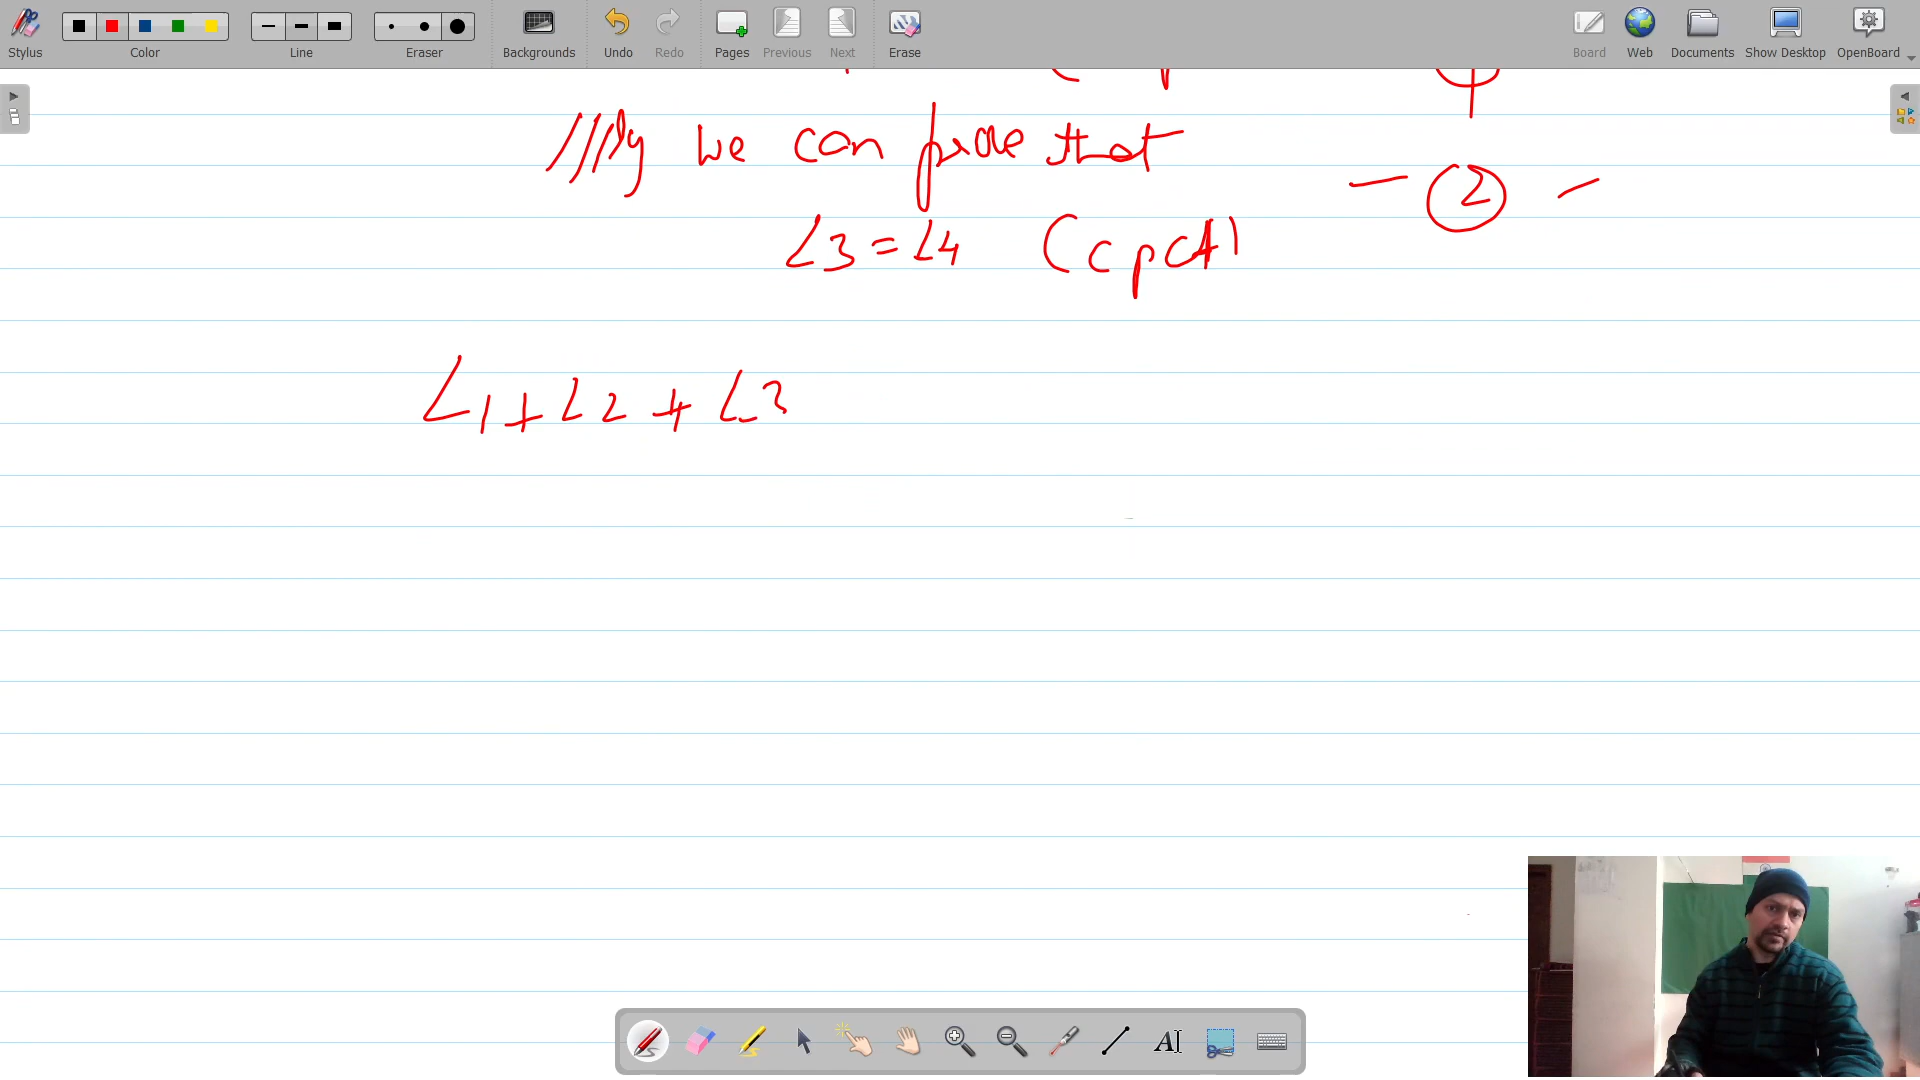 Stylus Color Line Eraser Backgrounds Undo Redo Pages Previous Next Erase Board Web Documents Show Desktop OpenBoard
///ly we can prove that
— ② —
∠3 = ∠4 (cpct)
∠1 + ∠2 + ∠3